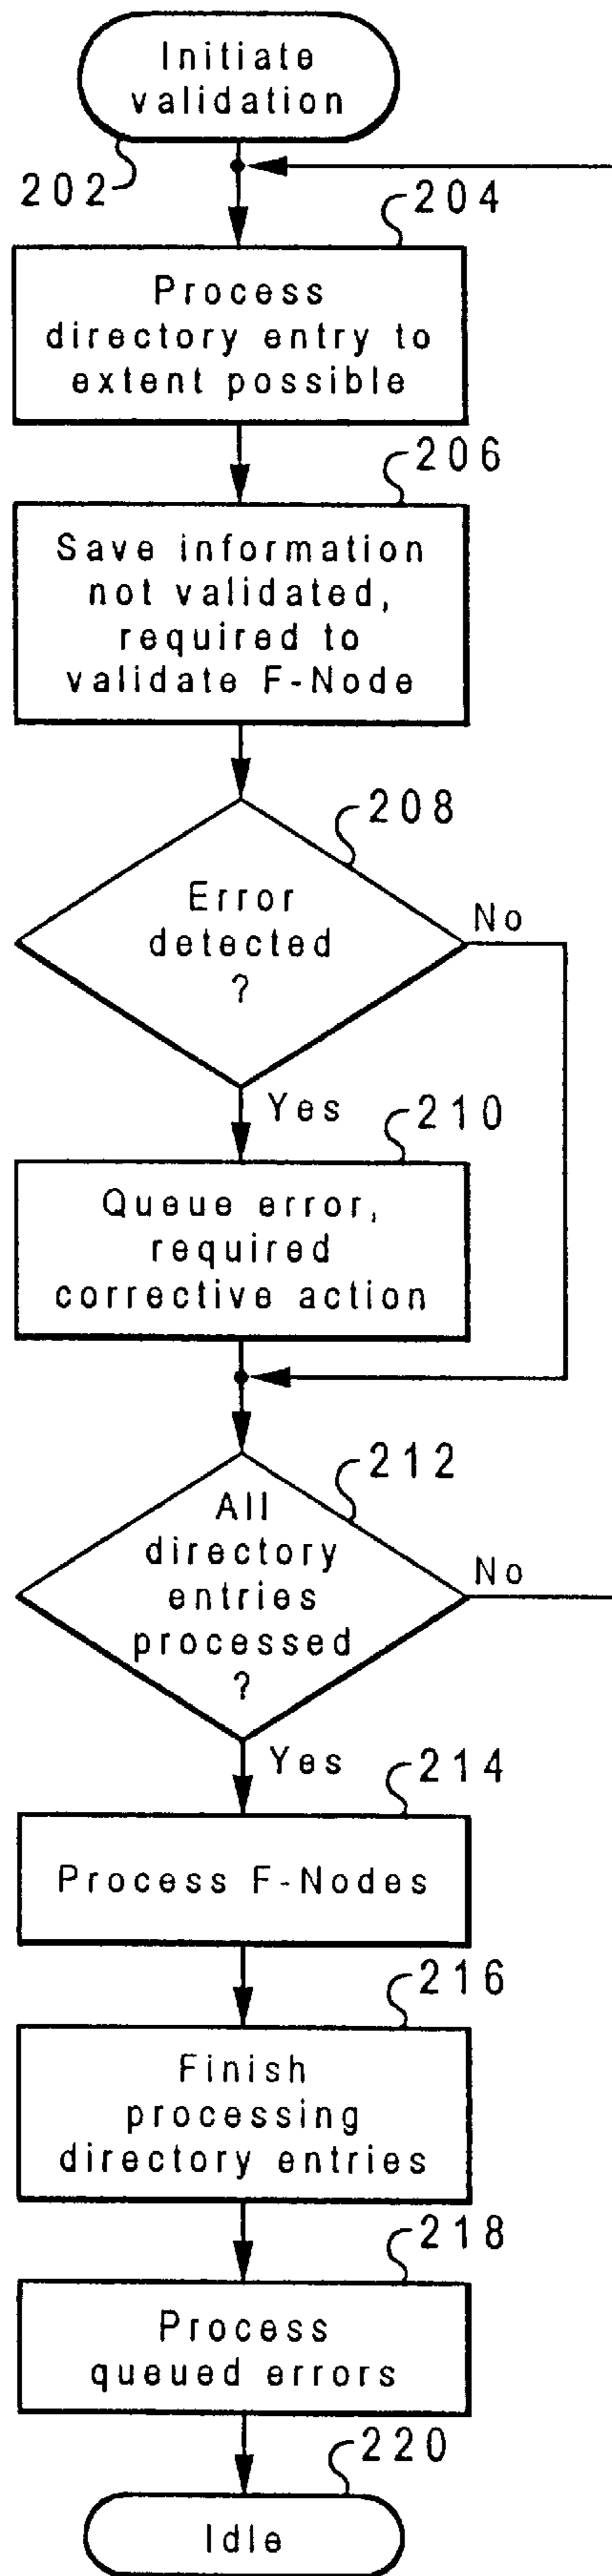 Initiate
validation
202
204
Process
directory entry to
extent possible
206
Save information
not validated,
required to
validate F-Node
208
Error
detected
?
No
Yes
210
Queue error,
required
corrective action
212
All
directory
entries
processed
?
No
Yes
214
Process F-Nodes
216
Finish
processing
directory entries
218
Process
queued errors
220
Idle